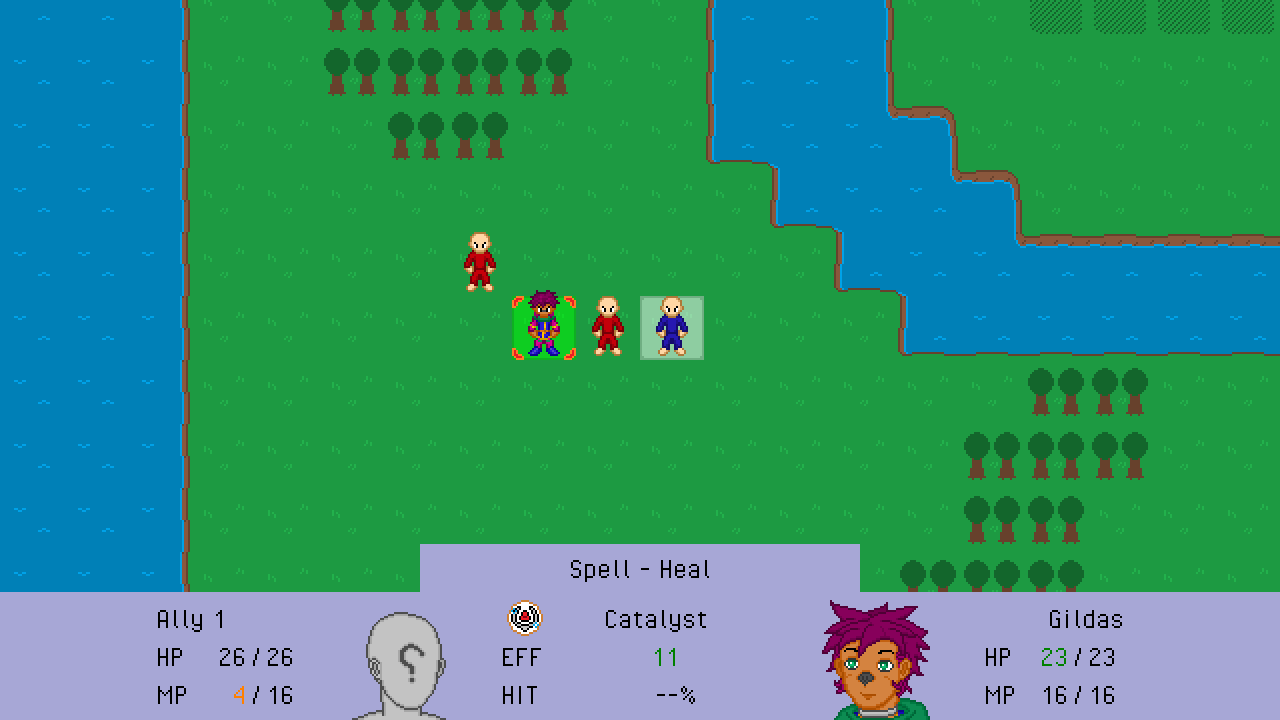 Spell - Heal
Ally 1
HP 26 / 26
MP 4 / 16
?
Catalyst
EFF 11
HIT --%
Gildas
HP 23 / 23
MP 16 / 16